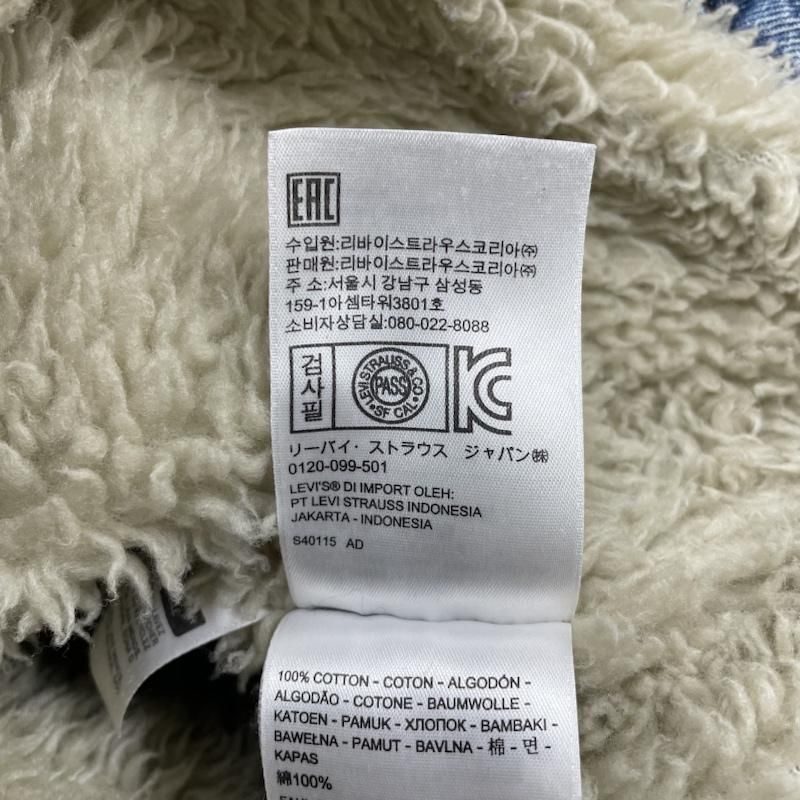 EAC
수입원:리바이스트라우스코리아㈜
판매원:리바이스트라우스코리아㈜
주 소:서울시 강남구 삼성동
159-1아셈타워3801호
소비자상담실:080-022-8088
검사필
LEVI STRAUSS & CO
PASS
SF CAL
リーバイ・ストラウス ジャパン㈱
0120-099-501
LEVI'S® DI IMPORT OLEH:
PT LEVI STRAUSS INDONESIA
JAKARTA - INDONESIA
S40115 AD
100% COTTON - COTON - ALGODÓN -
ALGODÃO - COTONE - BAUMWOLLE -
KATOEN - PAMUK - ХЛОПОК - BAMBAKI -
BAWEŁNA - PAMUT - BAVLNA - 棉 - 면 -
KAPAS
綿100%